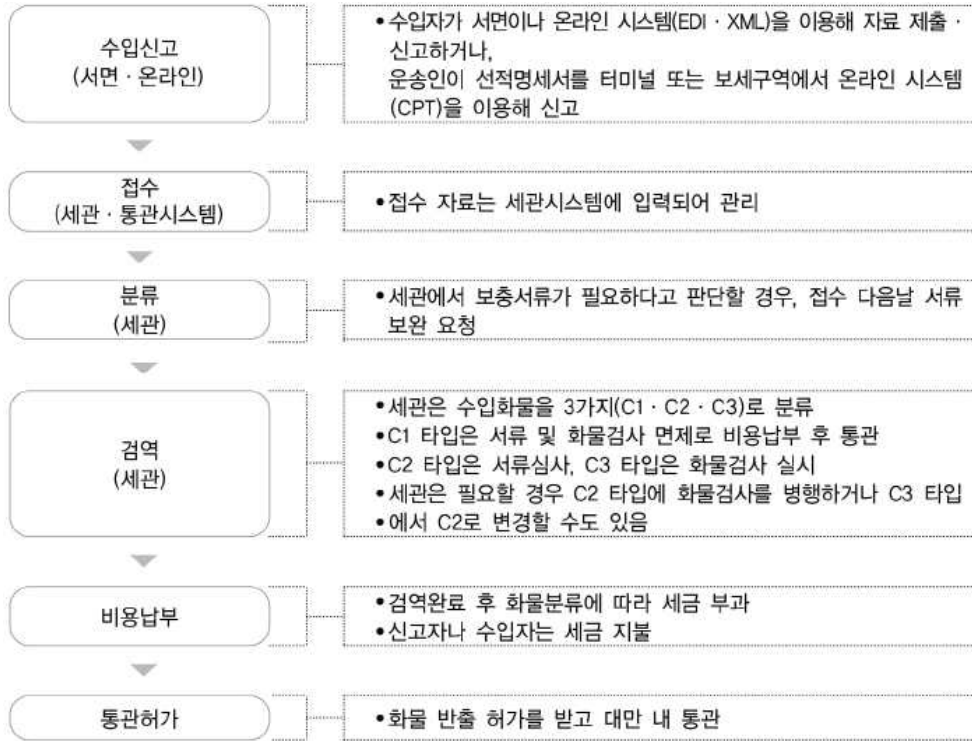 수입신고
(서면 · 온라인)
•수입자가 서면이나 온라인 시스템(EDI · XML)을 이용해 자료 제출 ·
신고하거나,
운송인이 선적명세서를 터미널 또는 보세구역에서 온라인 시스템
(CPT)을 이용해 신고
접수
(세관 · 통관시스템)
•접수 자료는 세관시스템에 입력되어 관리
분류
(세관)
•세관에서 보충서류가 필요하다고 판단할 경우, 접수 다음날 서류
보완 요청
검역
(세관)
•세관은 수입화물을 3가지(C1 · C2 · C3)로 분류
•C1 타입은 서류 및 화물검사 면제로 비용납부 후 통관
•C2 타입은 서류심사, C3 타입은 화물검사 실시
•세관은 필요할 경우 C2 타입에 화물검사를 병행하거나 C3 타입
•에서 C2로 변경할 수도 있음
비용납부
•검역완료 후 화물분류에 따라 세금 부과
•신고자나 수입자는 세금 지불
통관허가
•화물 반출 허가를 받고 대만 내 통관